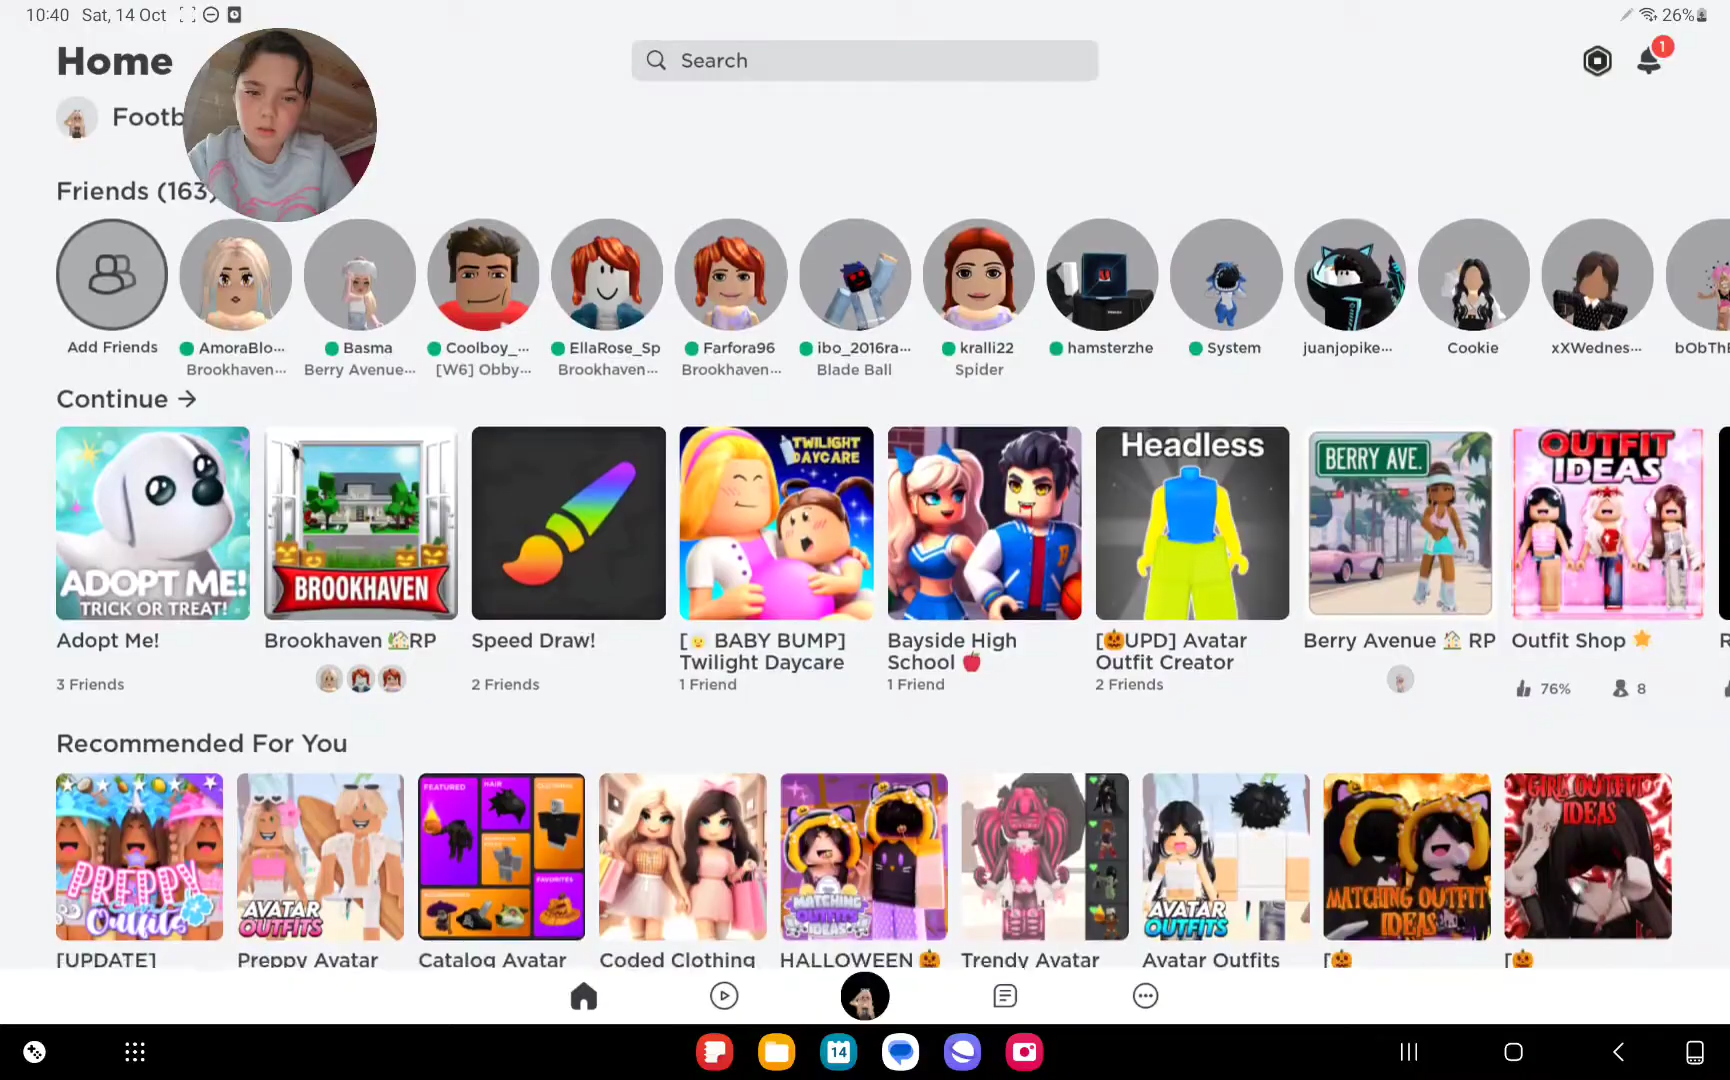 10:40 Sat, 14 Oct
26%
Home
Search
1
Footb
Friends (163)
Add Friends
AmoraBlo...
Basma
Coolboy_...
EllaRose_Sp
Farfora96
ibo_2016ra...
kralli22
hamsterzhe
System
juanjopike...
Cookie
xXWednes...
bObThE
Brookhaven...
Berry Avenue...
[W6] Obby...
Brookhaven...
Brookhaven...
Blade Ball
Spider
Continue →
ADOPT ME!
TRICK OR TREAT!
BROOKHAVEN
TWILIGHT
DAYCARE
Headless
BERRY AVE.
OUTFIT
IDEAS
Adopt Me!
Brookhaven 🏡RP
Speed Draw!
[👶 BABY BUMP]
Twilight Daycare
Bayside High
School 🍎
[🎃UPD] Avatar
Outfit Creator
Berry Avenue 🏠 RP
Outfit Shop ⭐
3 Friends
2 Friends
1 Friend
1 Friend
2 Friends
76%
8
Recommended For You
PREPPY
Outfits
AVATAR
OUTFITS
FEATURED
HAIR
FAVORITES
MATCHING
OUTFITS
IDEAS
AVATAR
OUTFITS
MATCHING OUTFIT
IDEAS
GIRL OUTFIT
IDEAS
[UPDATE]
Preppy Avatar
Catalog Avatar
Coded Clothing
HALLOWEEN 🎃
Trendy Avatar
Avatar Outfits
[🎃
[🎃
14